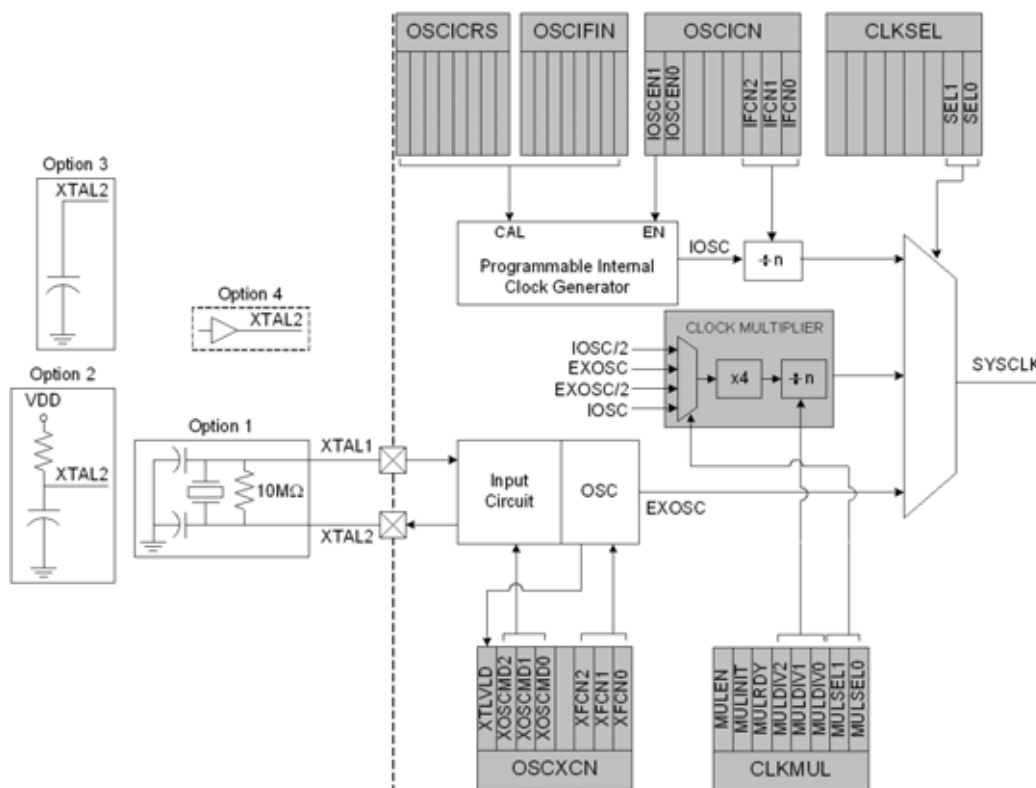 OSCICRS
OSCIFIN
OSCICN
CLKSEL
IOSCEN1
IOSCEN0
IFCN2
IFCN1
IFCN0
SEL1
SEL0
Option 3
XTAL2
CAL
EN
Programmable Internal
Clock Generator
IOSC
÷ n
Option 4
XTAL2
CLOCK MULTIPLIER
IOSC/2
EXOSC
EXOSC/2
IOSC
x4
÷ n
SYSCLK
Option 2
VDD
XTAL2
Option 1
10MΩ
XTAL1
XTAL2
Input
Circuit
OSC
EXOSC
XTLVLD
XOSCMD2
XOSCMD1
XOSCMD0
XFCN2
XFCN1
XFCN0
OSCXCN
MULEN
MULINIT
MULRDY
MULDIV2
MULDIV1
MULDIV0
MULSEL1
MULSEL0
CLKMUL